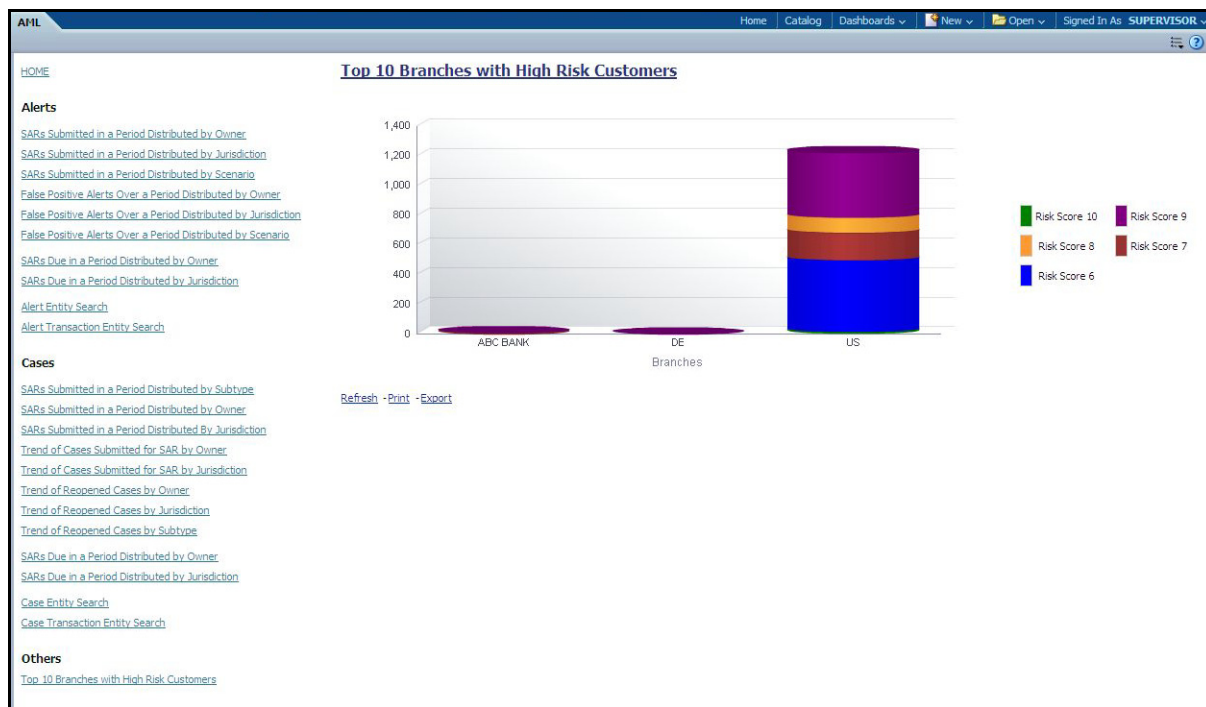 AML
Home Catalog Dashboards New Open Signed In As SUPERVISOR
HOME
Alerts
SARs Submitted in a Period Distributed by Owner
SARs Submitted in a Period Distributed by Jurisdiction
SARs Submitted in a Period Distributed by Scenario
False Positive Alerts Over a Period Distributed by Owner
False Positive Alerts Over a Period Distributed by Jurisdiction
False Positive Alerts Over a Period Distributed by Scenario
SARs Due in a Period Distributed by Owner
SARs Due in a Period Distributed by Jurisdiction
Alert Entity Search
Alert Transaction Entity Search
Cases
SARs Submitted in a Period Distributed by Subtype
SARs Submitted in a Period Distributed by Owner
SARs Submitted in a Period Distributed By Jurisdiction
Trend of Cases Submitted for SAR by Owner
Trend of Cases Submitted for SAR by Jurisdiction
Trend of Reopened Cases by Owner
Trend of Reopened Cases by Jurisdiction
Trend of Reopened Cases by Subtype
SARs Due in a Period Distributed by Owner
SARs Due in a Period Distributed by Jurisdiction
Case Entity Search
Case Transaction Entity Search
Others
Top 10 Branches with High Risk Customers
Top 10 Branches with High Risk Customers
1,400
1,200
1,000
800
600
400
200
0
ABC BANK DE US
Branches
Risk Score 10 Risk Score 9
Risk Score 8 Risk Score 7
Risk Score 6
Refresh - Print - Export